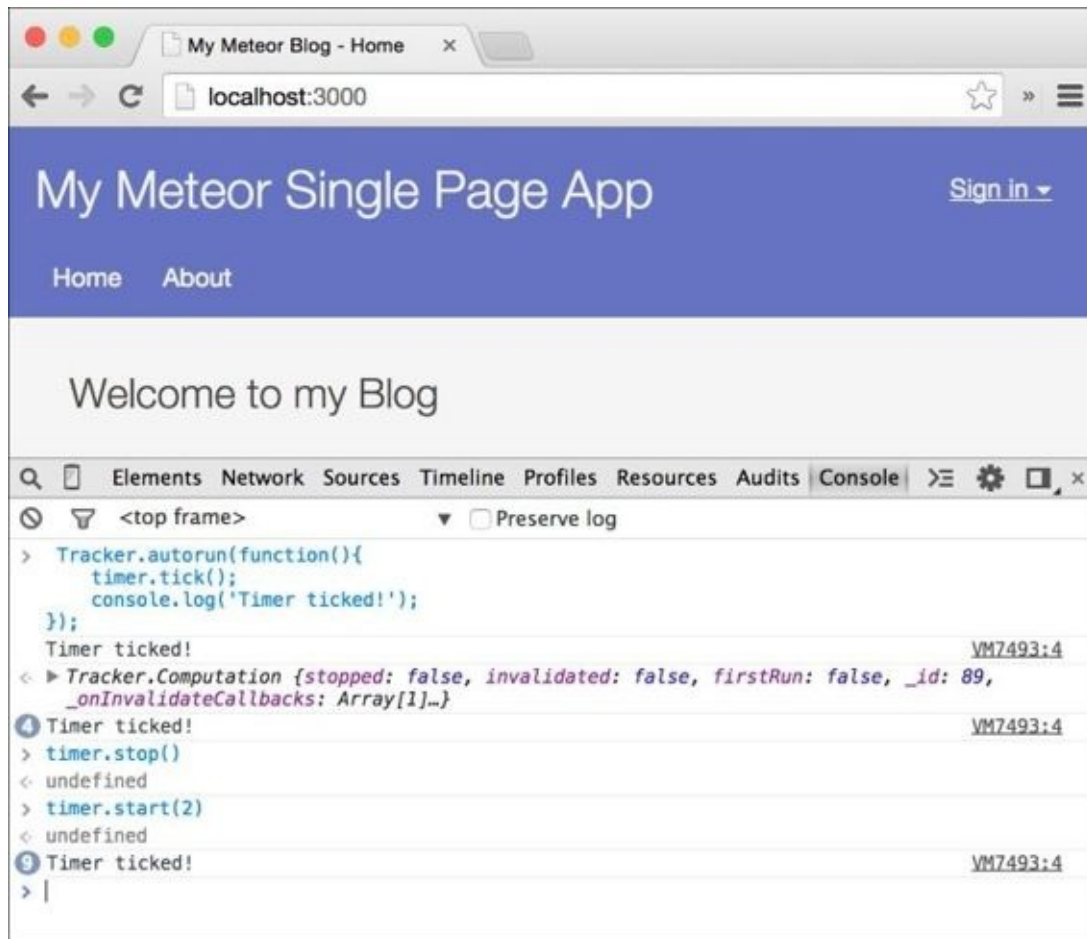 My Meteor Blog - Home
localhost:3000
My Meteor Single Page App
Sign in
Home About
Welcome to my Blog
Elements Network Sources Timeline Profiles Resources Audits Console
<top frame> Preserve log
> Tracker.autorun(function(){
timer.tick();
console.log('Timer ticked!');
});
Timer ticked! VM7493:4
Tracker.Computation {stopped: false, invalidated: false, firstRun: false, _id: 89,
_onInvalidateCallbacks: Array[1]…}
4 Timer ticked! VM7493:4
> timer.stop()
undefined
> timer.start(2)
undefined
9 Timer ticked! VM7493:4
>